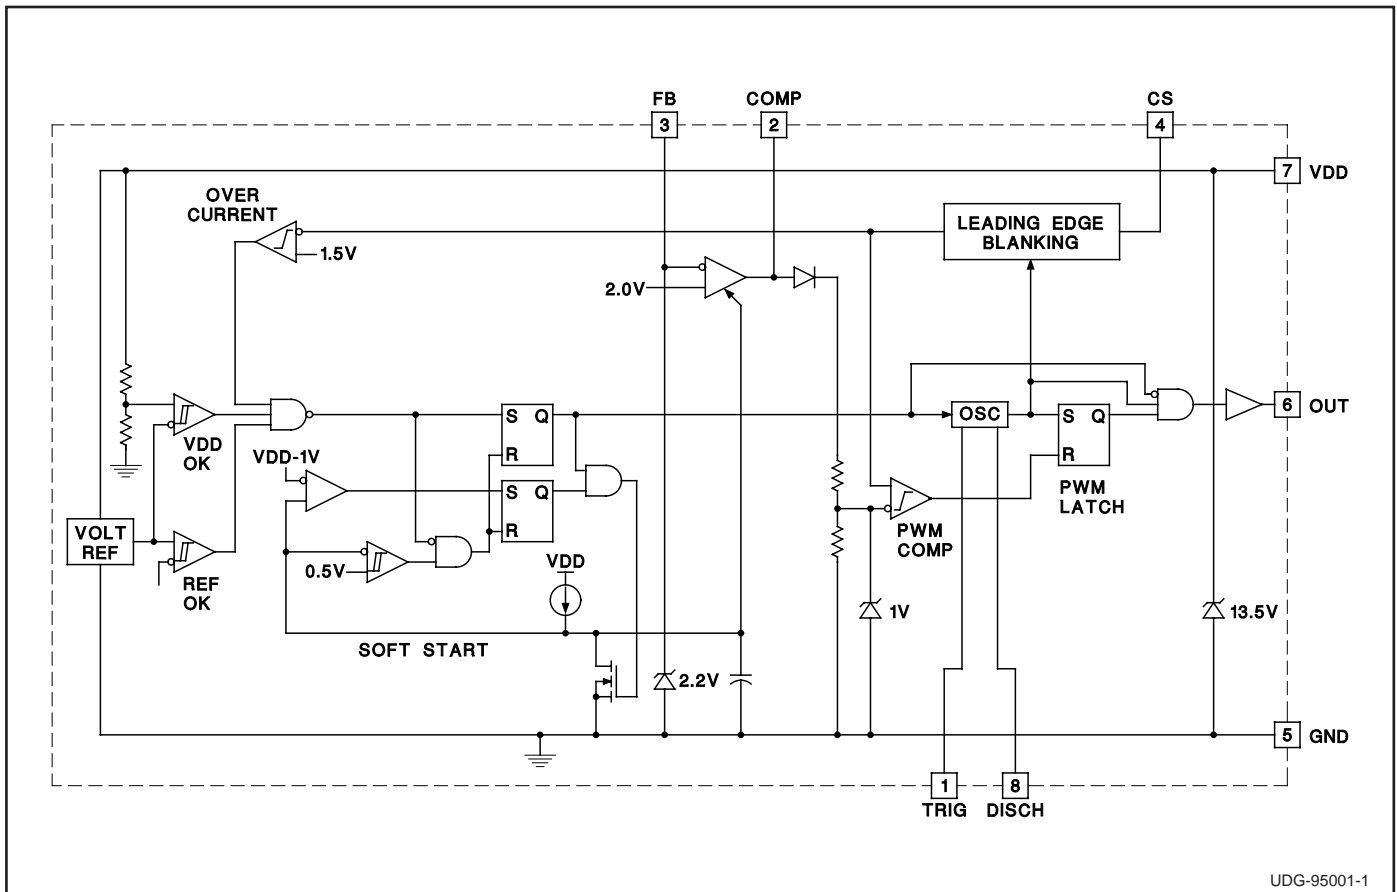 FB
COMP
CS
3
2
4
7 VDD
OVER
CURRENT
LEADING EDGE
BLANKING
1.5V
2.0V
OSC
S Q
R
PWM
LATCH
6 OUT
VDD
OK
S Q
R
VDD-1V
S Q
R
VOLT
REF
REF
OK
0.5V
VDD
PWM
COMP
1V
13.5V
SOFT START
2.2V
5 GND
1
8
TRIG
DISCH
UDG-95001-1